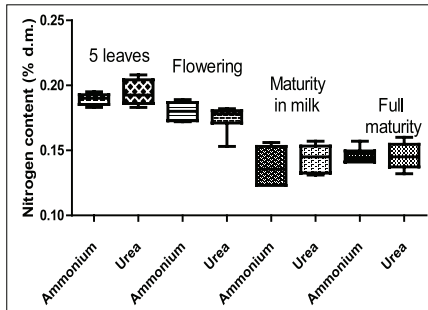 Nitrogen content (% d.m.)
0.25
0.20
0.15
0.10
5 leaves
Flowering
Maturity
in milk
Full
maturity
Ammonium
Urea
Ammonium
Urea
Ammonium
Urea
Ammonium
Urea